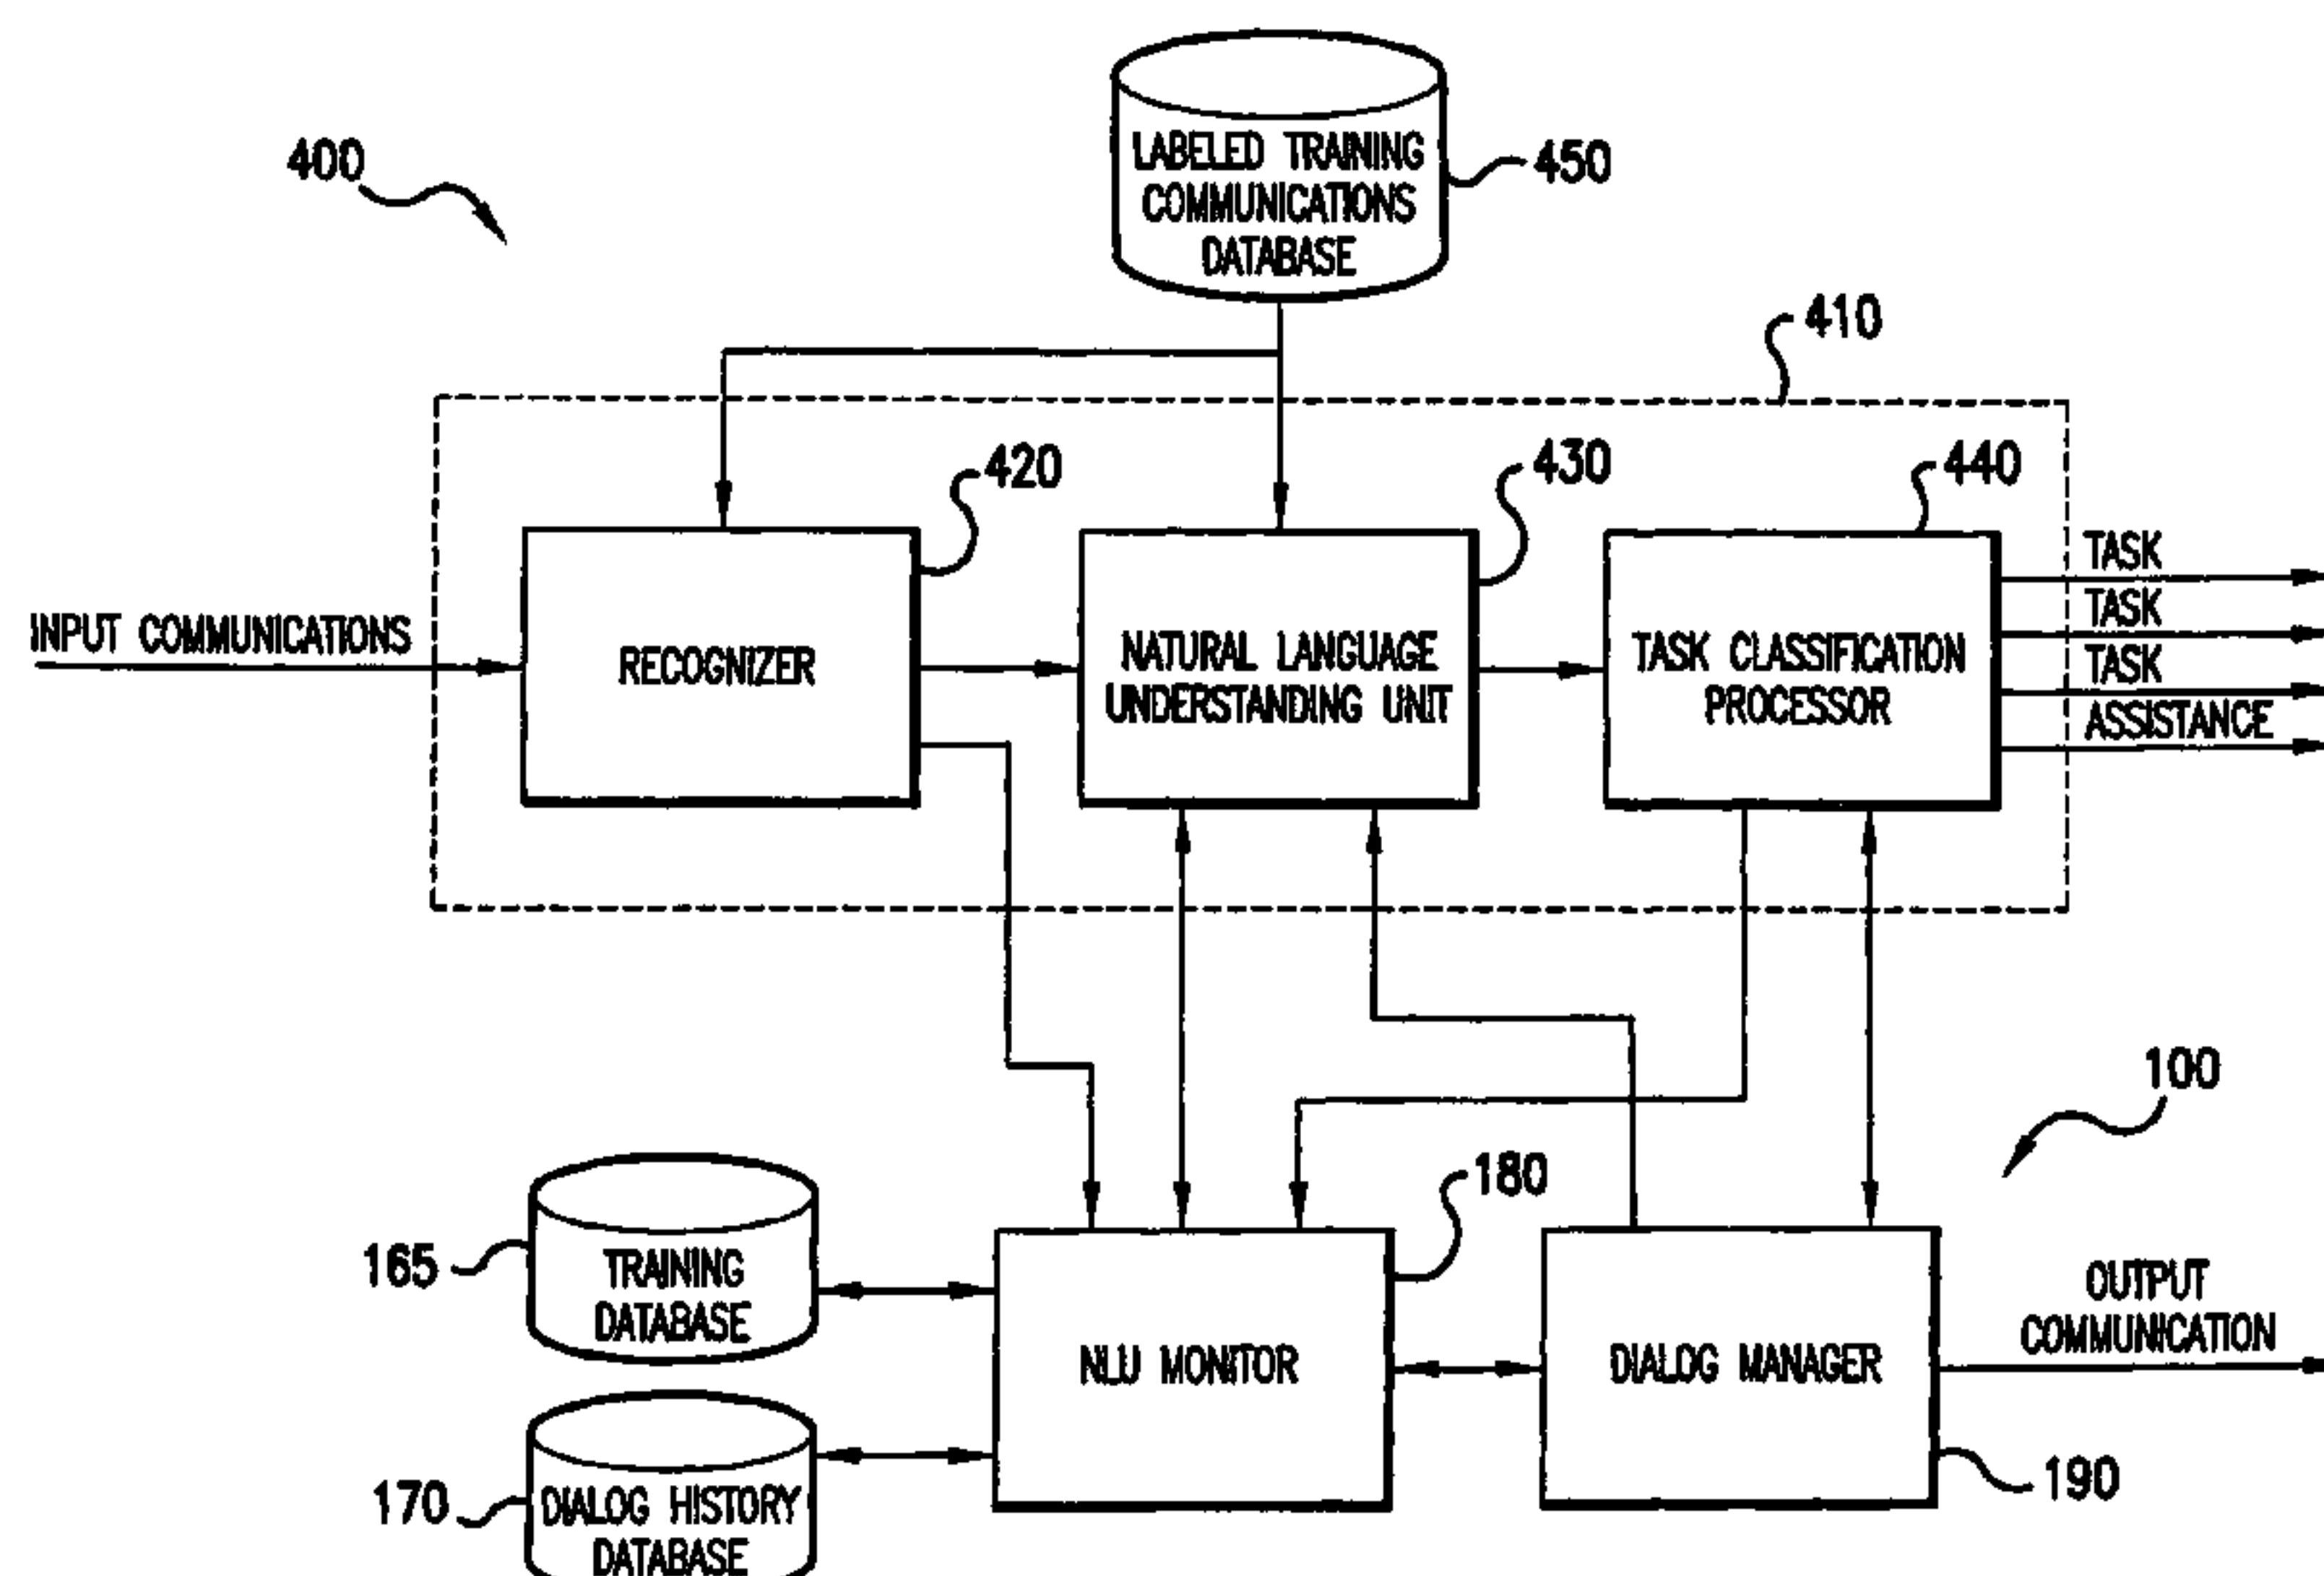 LABELED TRAINING
COMMUNICATIONS
DATABASE
450
400
410
420
430
440
INPUT COMMUNICATIONS
RECOGNIZER
NATURAL LANGUAGE
UNDERSTANDING UNIT
TASK CLASSIFICATION
PROCESSOR
TASK
TASK
TASK
ASSISTANCE
100
180
165
TRAINING
DATABASE
NLU MONITOR
DIALOG MANAGER
OUTPUT
COMMUNICATION
170
DIALOG HISTORY
DATABASE
190